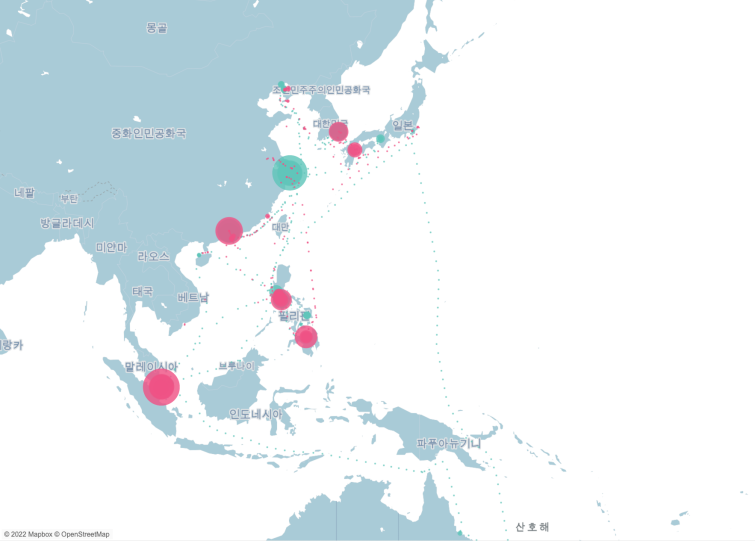 몽골
조선민주주의인민공화국
대한민국
일본
중화인민공화국
네팔
부탄
방글라데시
대만
미얀마
라오스
태국
베트남
필리핀
랑카
말레이시아
브루나이
인도네시아
파푸아뉴기니
산호해
© 2022 Mapbox © OpenStreetMap